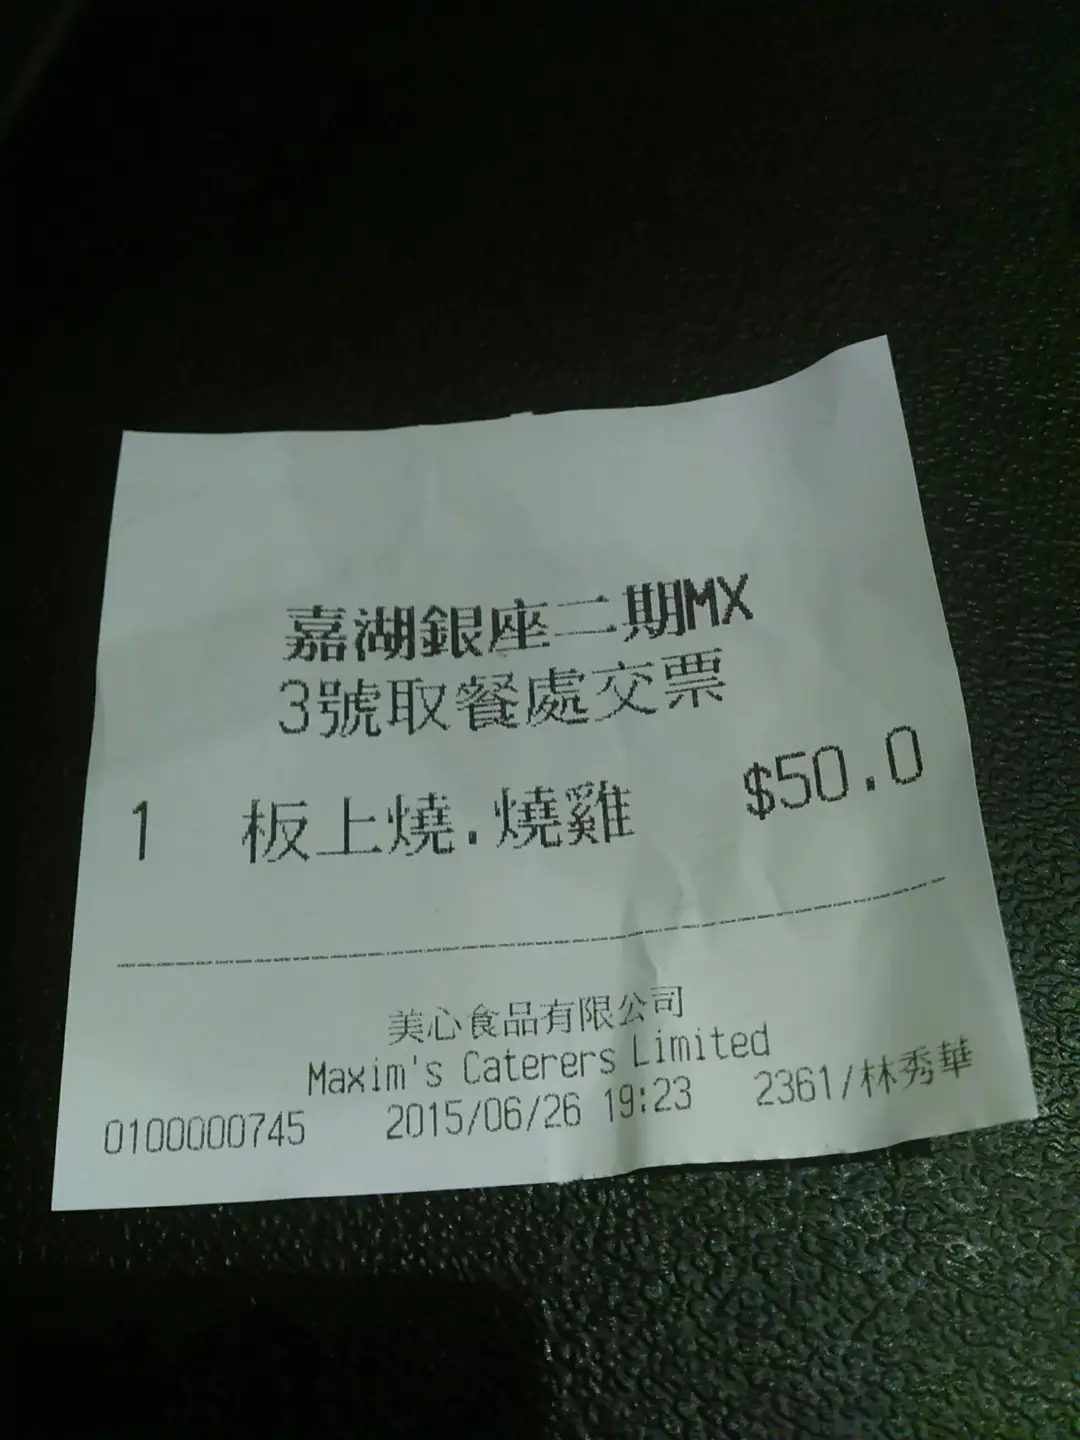 嘉湖銀座二期MX
3號取餐處交票
1 板上燒.燒雞 $50.0
美心食品有限公司
Maxim's Caterers Limited
0100000745 2015/06/26 19:23 2361/林秀華